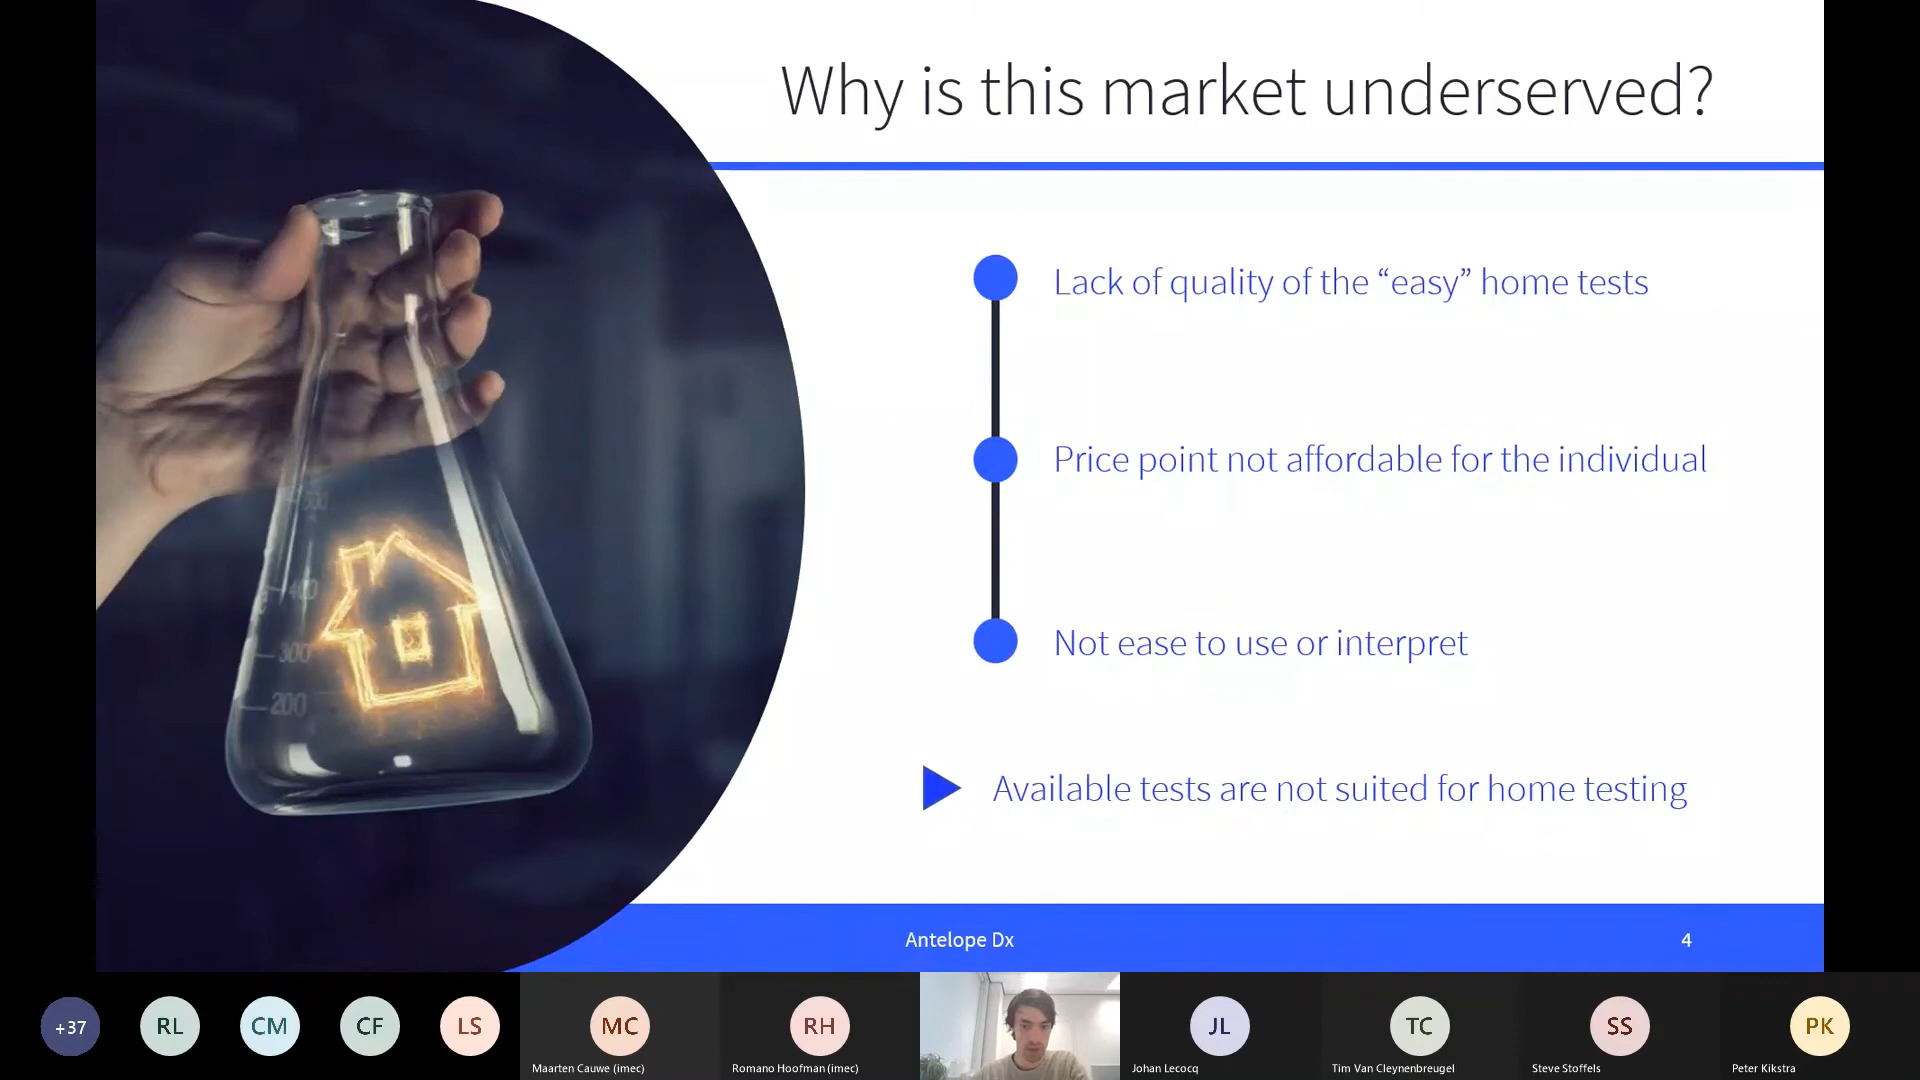 Why is this market underserved?
Lack of quality of the “easy” home tests
Price point not affordable for the individual
Not ease to use or interpret
Available tests are not suited for home testing
400
300
200
Antelope Dx
4
+37
RL
CM
CF
LS
MC
RH
JL
TC
SS
PK
Maarten Cauwe (imec)
Romano Hoofman (imec)
Johan Lecocq
Tim Van Cleynenbreugel
Steve Stoffels
Peter Kikstra